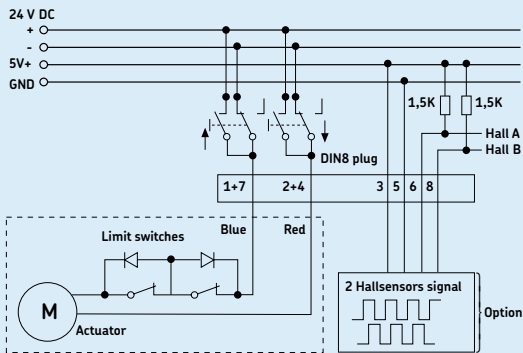 24 V DC
+
-
5V+
GND
1,5K
1,5K
Hall A
Hall B
DIN8 plug
1+7
2+4
3
5
6
8
Blue
Red
Limit switches
M
Actuator
2 Hallsensors signal
Option